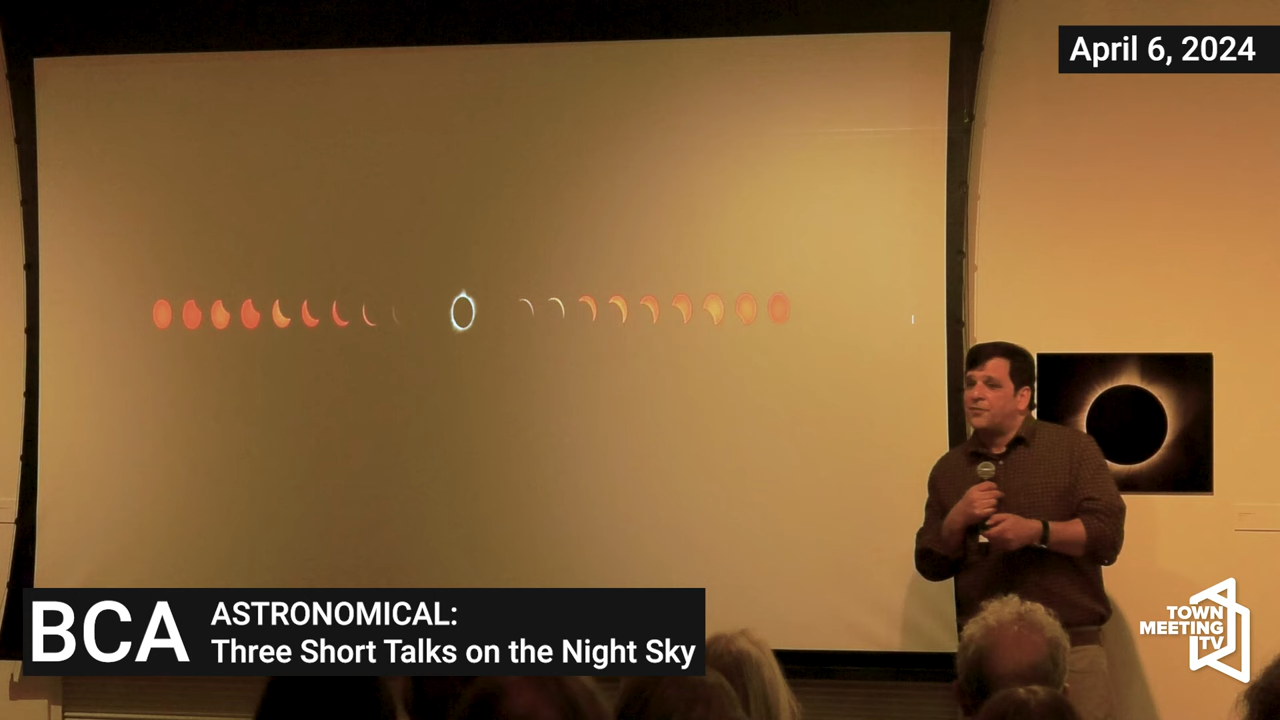 April 6, 2024
BCA
ASTRONOMICAL:
Three Short Talks on the Night Sky
TOWN
MEETING
TV